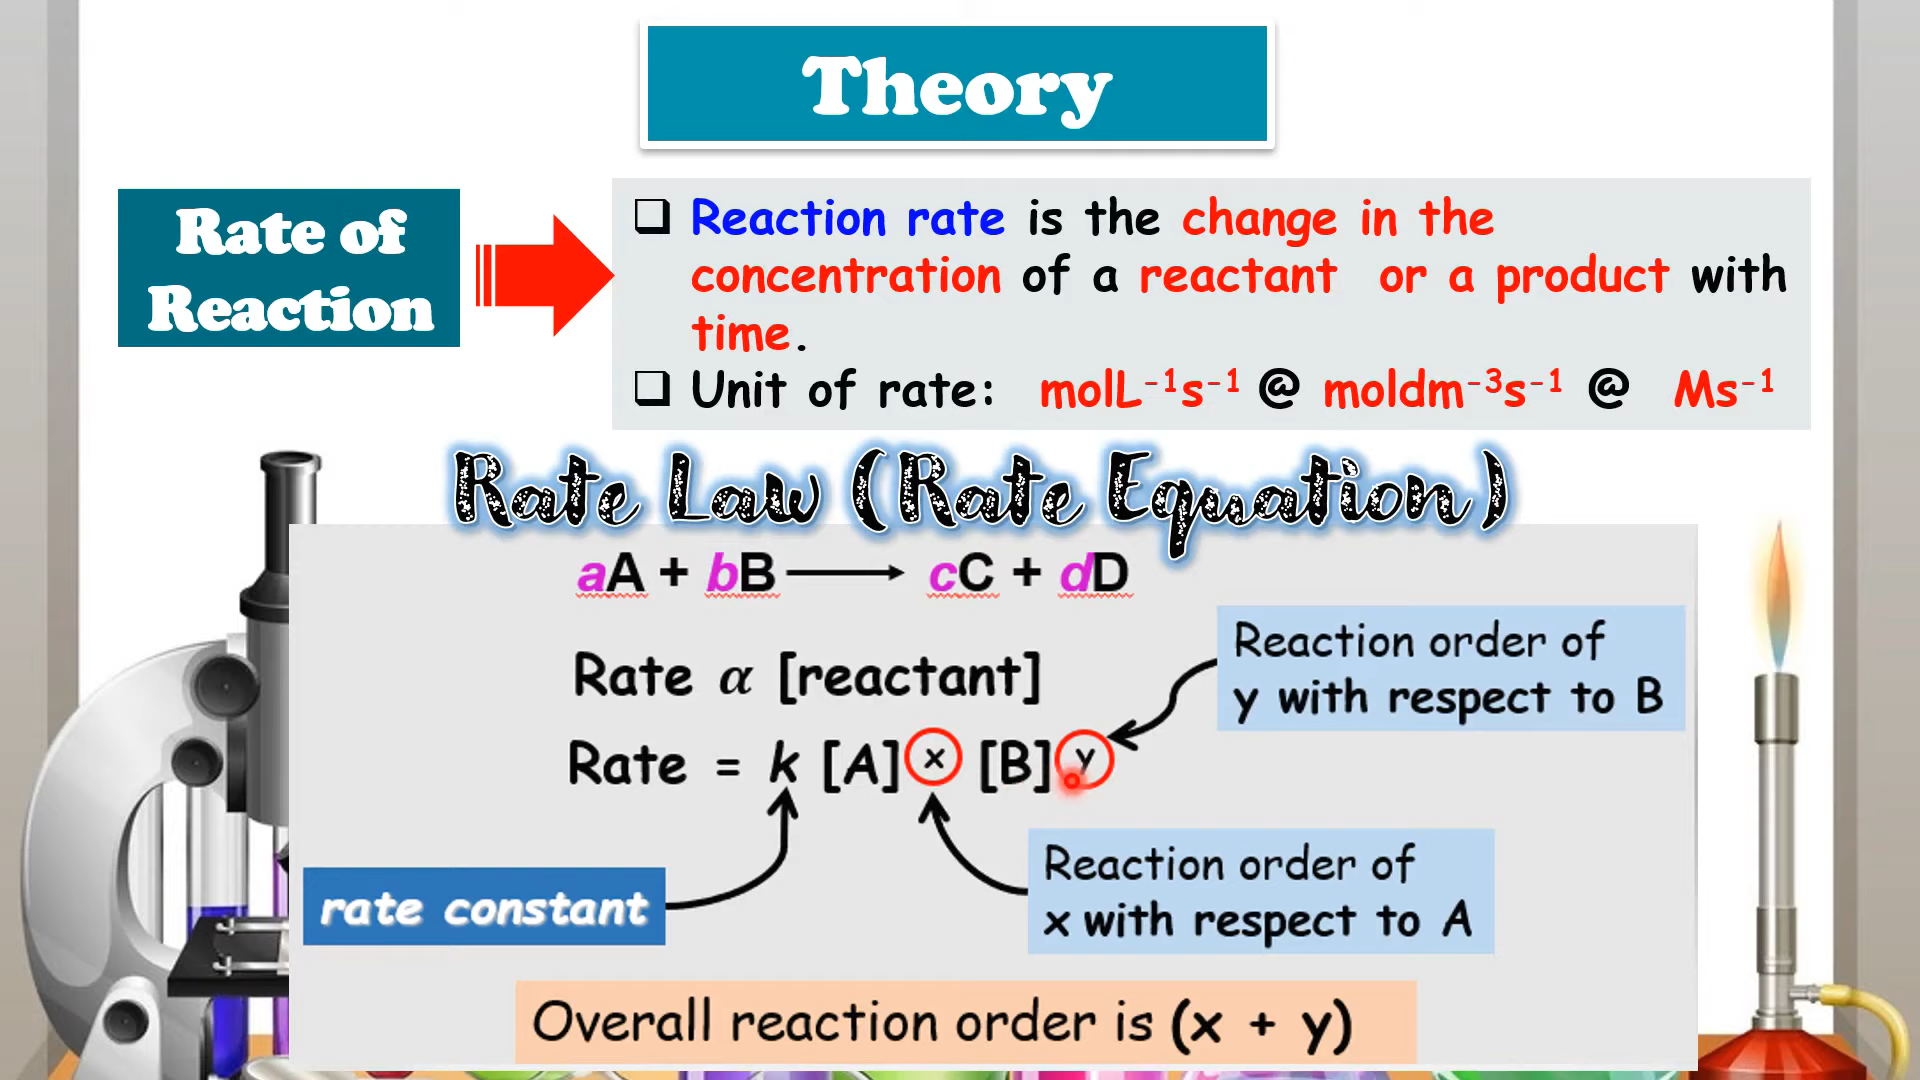 Theory
Rate of
Reaction
❑ Reaction rate is the change in the
concentration of a reactant or a product with
time.
❑ Unit of rate: molL⁻¹s⁻¹ @ moldm⁻³s⁻¹ @ Ms⁻¹
Rate Law (Rate Equation)
aA + bB ⟶ cC + dD
Rate α [reactant]
Rate = k [A]ˣ [B]ʸ
Reaction order of
y with respect to B
rate constant
Reaction order of
x with respect to A
Overall reaction order is (x + y)